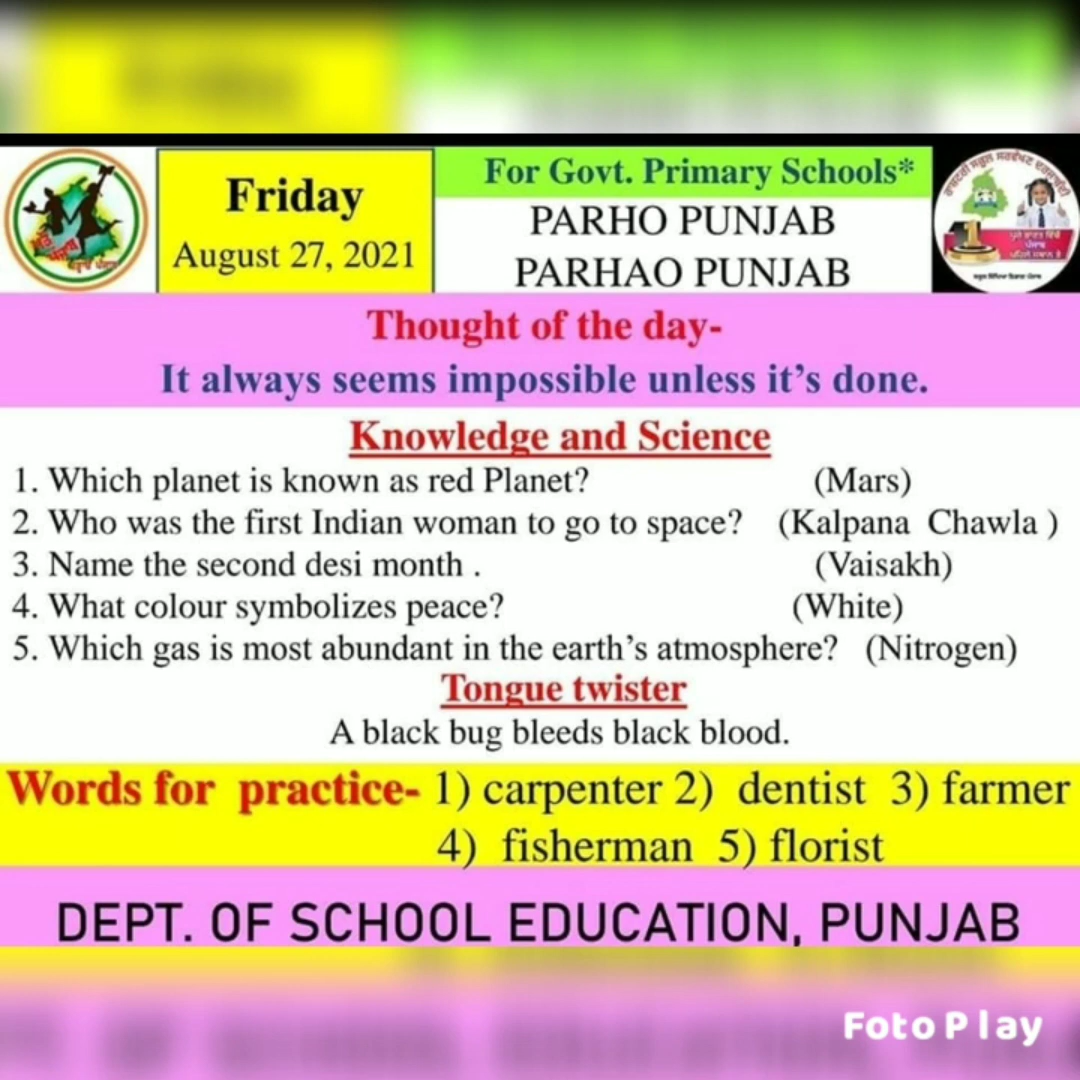 Friday
August 27, 2021
For Govt. Primary Schools*
PARHO PUNJAB
PARHAO PUNJAB
Thought of the day-
It always seems impossible unless it’s done.
Knowledge and Science
1. Which planet is known as red Planet? (Mars)
2. Who was the first Indian woman to go to space? (Kalpana Chawla )
3. Name the second desi month . (Vaisakh)
4. What colour symbolizes peace? (White)
5. Which gas is most abundant in the earth’s atmosphere? (Nitrogen)
Tongue twister
A black bug bleeds black blood.
Words for practice- 1) carpenter 2) dentist 3) farmer
4) fisherman 5) florist
DEPT. OF SCHOOL EDUCATION, PUNJAB
FotoPlay